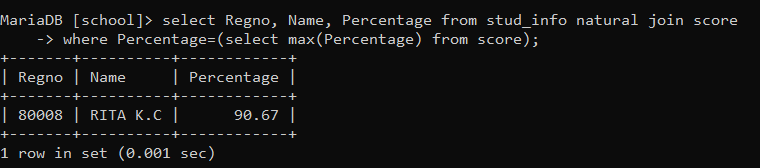 MariaDB [school]> select Regno, Name, Percentage from stud_info natural join score
    -> where Percentage=(select max(Percentage) from score);
+-------+----------+------------+
| Regno | Name     | Percentage |
+-------+----------+------------+
| 80008 | RITA K.C |      90.67 |
+-------+----------+------------+
1 row in set (0.001 sec)